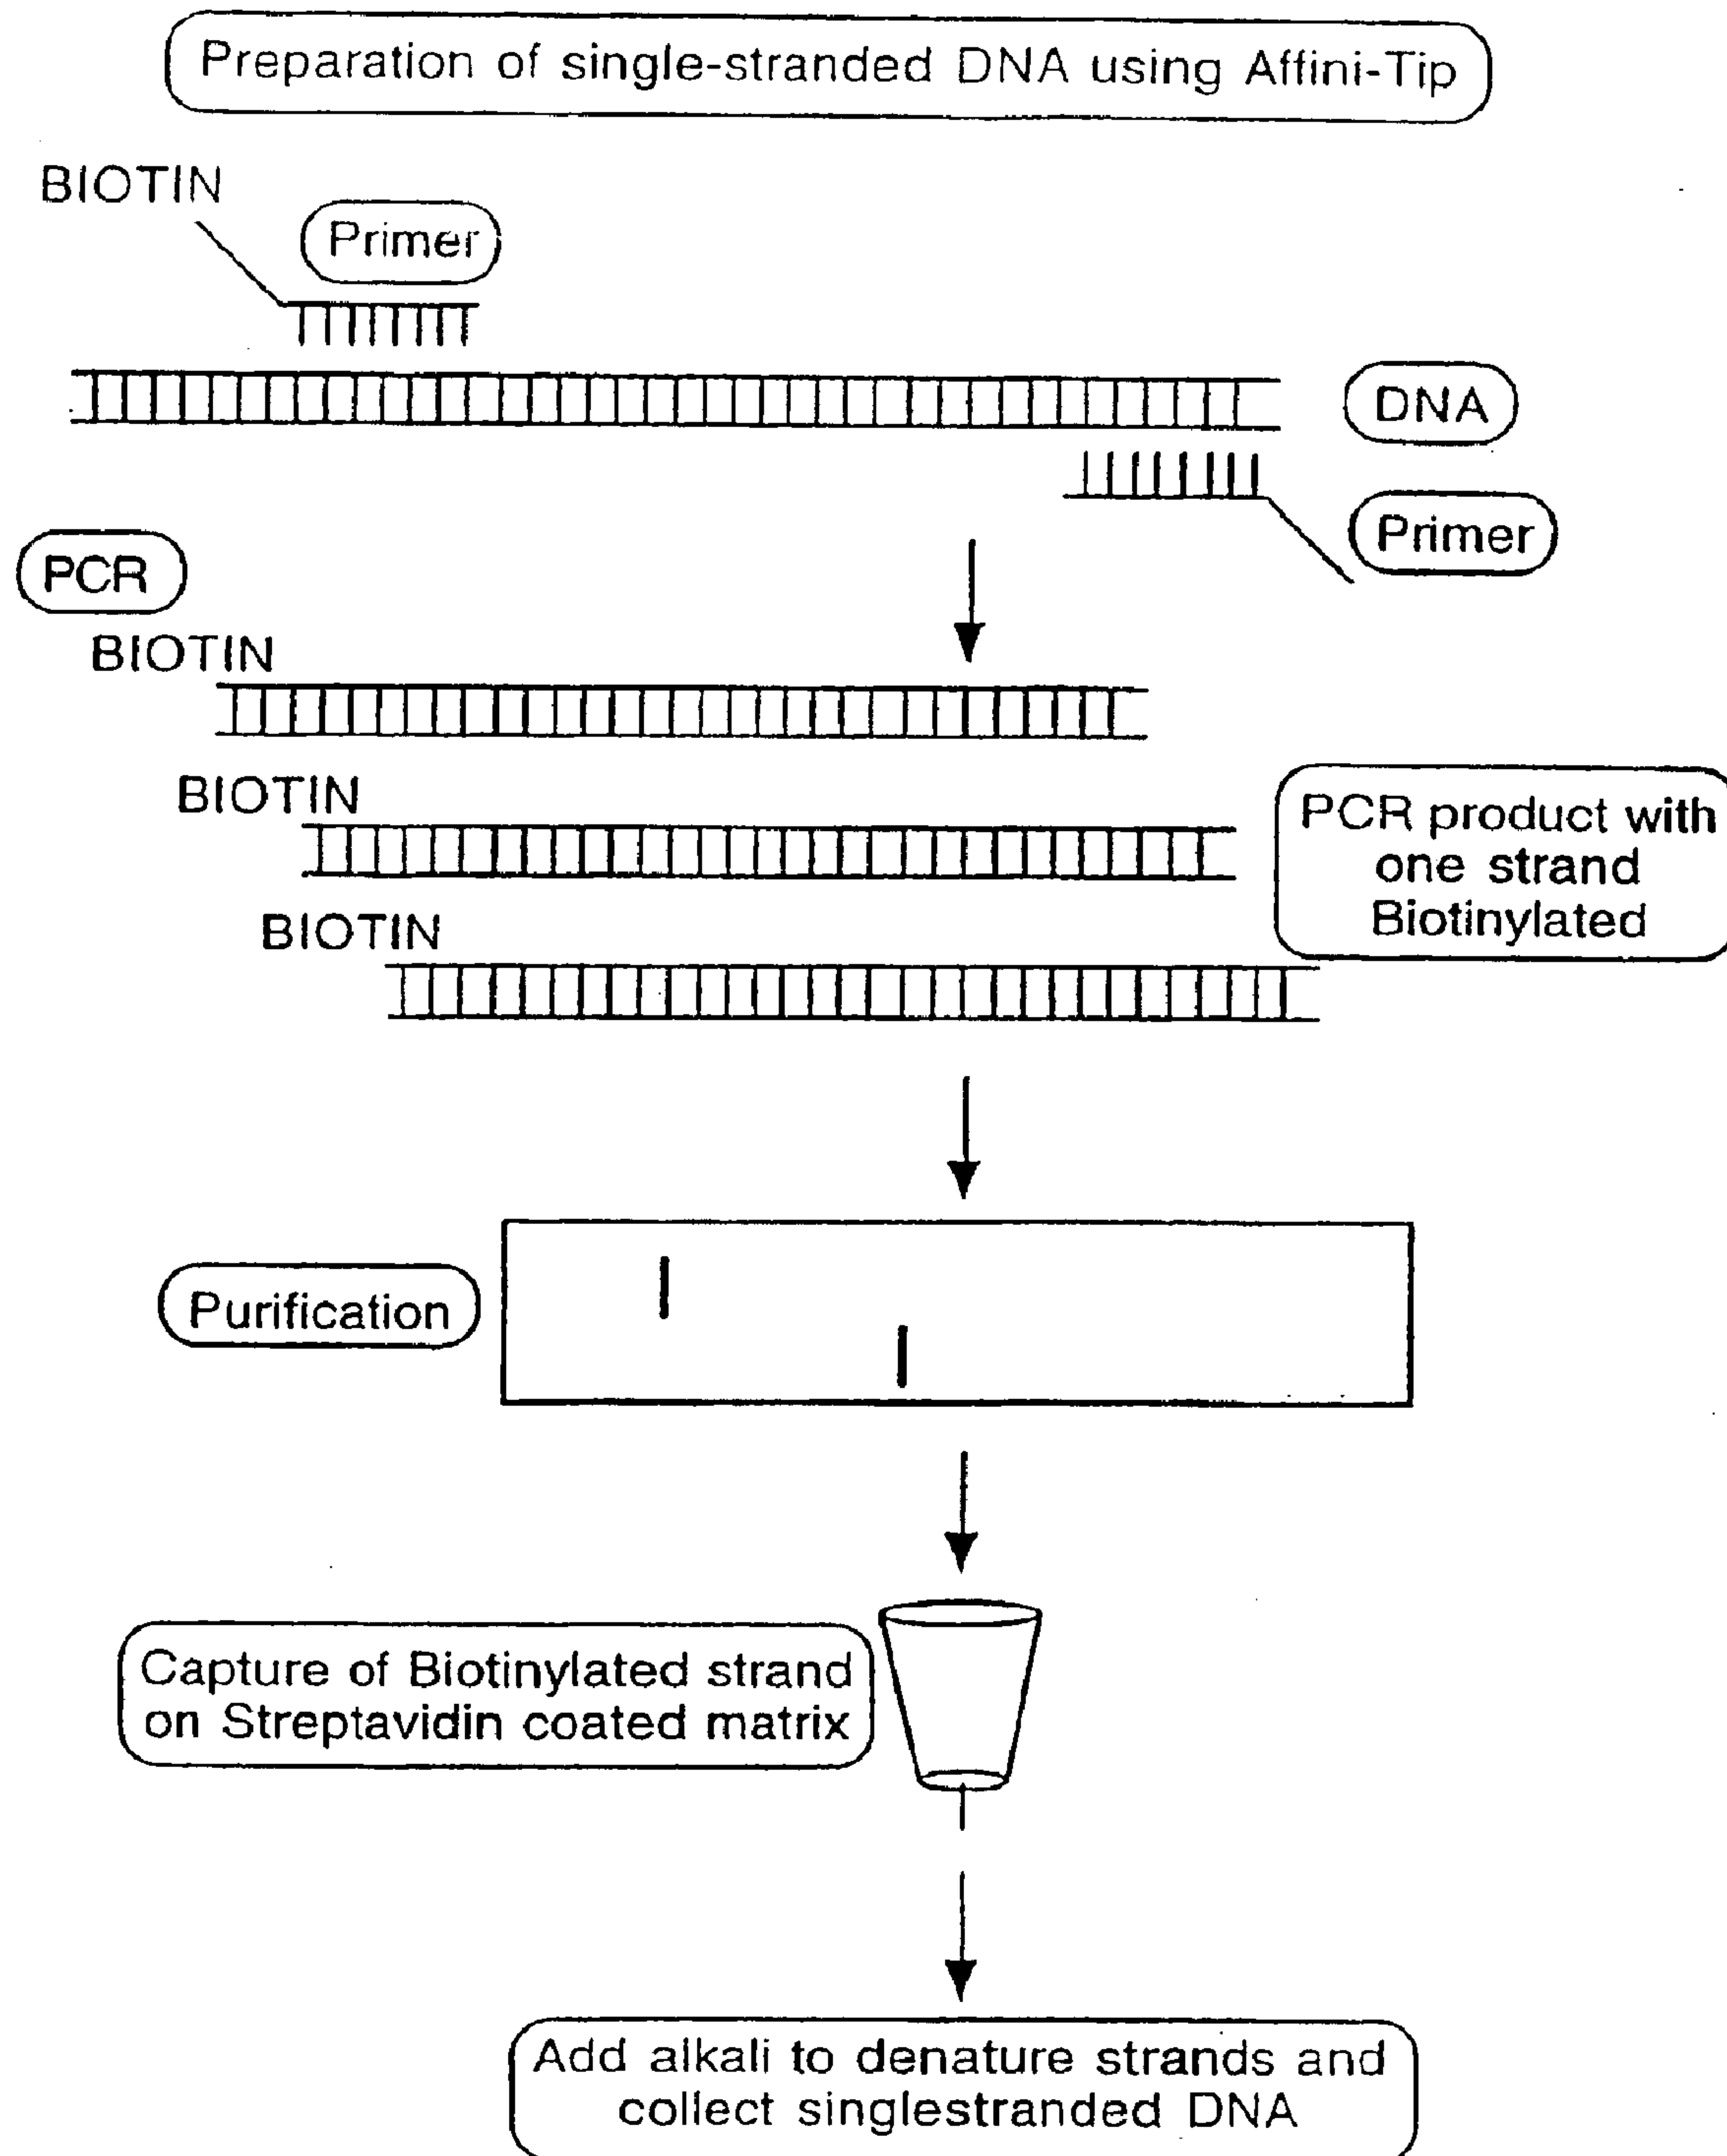 Preparation of single-stranded DNA using Affini-Tip
BIOTIN
Primer
DNA
Primer
PCR
BIOTIN
BIOTIN
PCR product with
one strand
Biotinylated
BIOTIN
Purification
Capture of Biotinylated strand
on Streptavidin coated matrix
Add alkali to denature strands and
collect singlestranded DNA